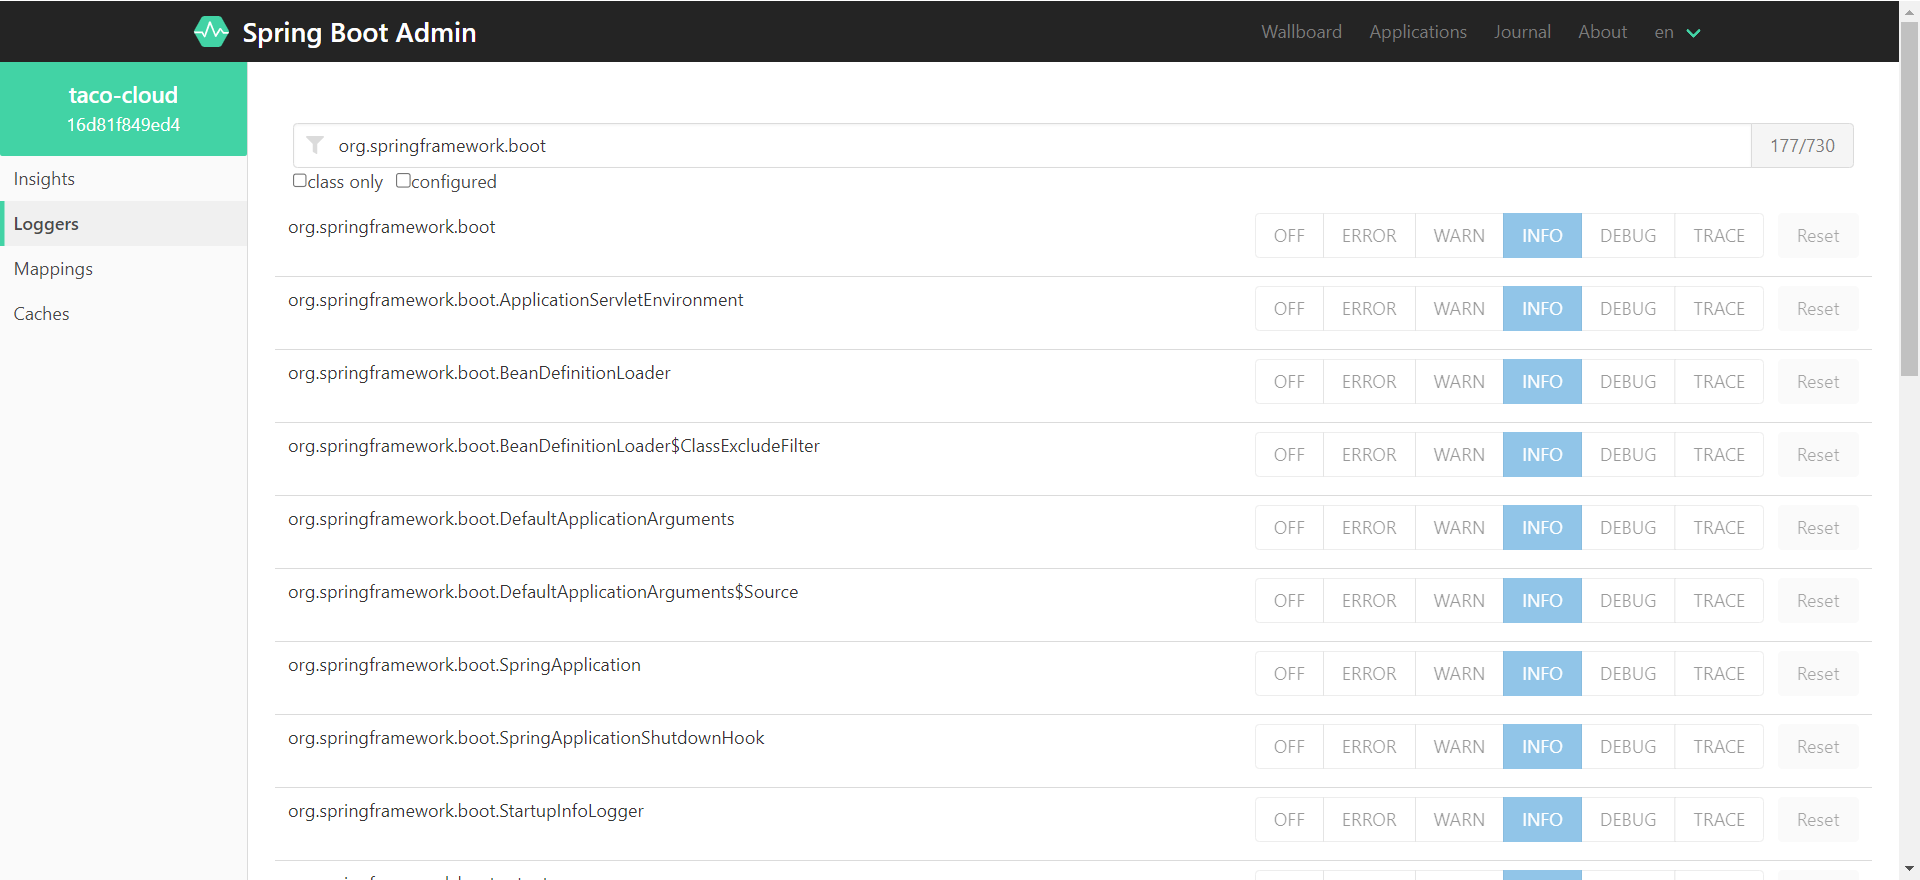 Spring Boot Admin
Wallboard Applications Journal About en
taco-cloud
16d81f849ed4
Insights
Loggers
Mappings
Caches
org.springframework.boot 177/730
class only configured
org.springframework.boot OFF ERROR WARN INFO DEBUG TRACE Reset
org.springframework.boot.ApplicationServletEnvironment OFF ERROR WARN INFO DEBUG TRACE Reset
org.springframework.boot.BeanDefinitionLoader OFF ERROR WARN INFO DEBUG TRACE Reset
org.springframework.boot.BeanDefinitionLoader$ClassExcludeFilter OFF ERROR WARN INFO DEBUG TRACE Reset
org.springframework.boot.DefaultApplicationArguments OFF ERROR WARN INFO DEBUG TRACE Reset
org.springframework.boot.DefaultApplicationArguments$Source OFF ERROR WARN INFO DEBUG TRACE Reset
org.springframework.boot.SpringApplication OFF ERROR WARN INFO DEBUG TRACE Reset
org.springframework.boot.SpringApplicationShutdownHook OFF ERROR WARN INFO DEBUG TRACE Reset
org.springframework.boot.StartupInfoLogger OFF ERROR WARN INFO DEBUG TRACE Reset